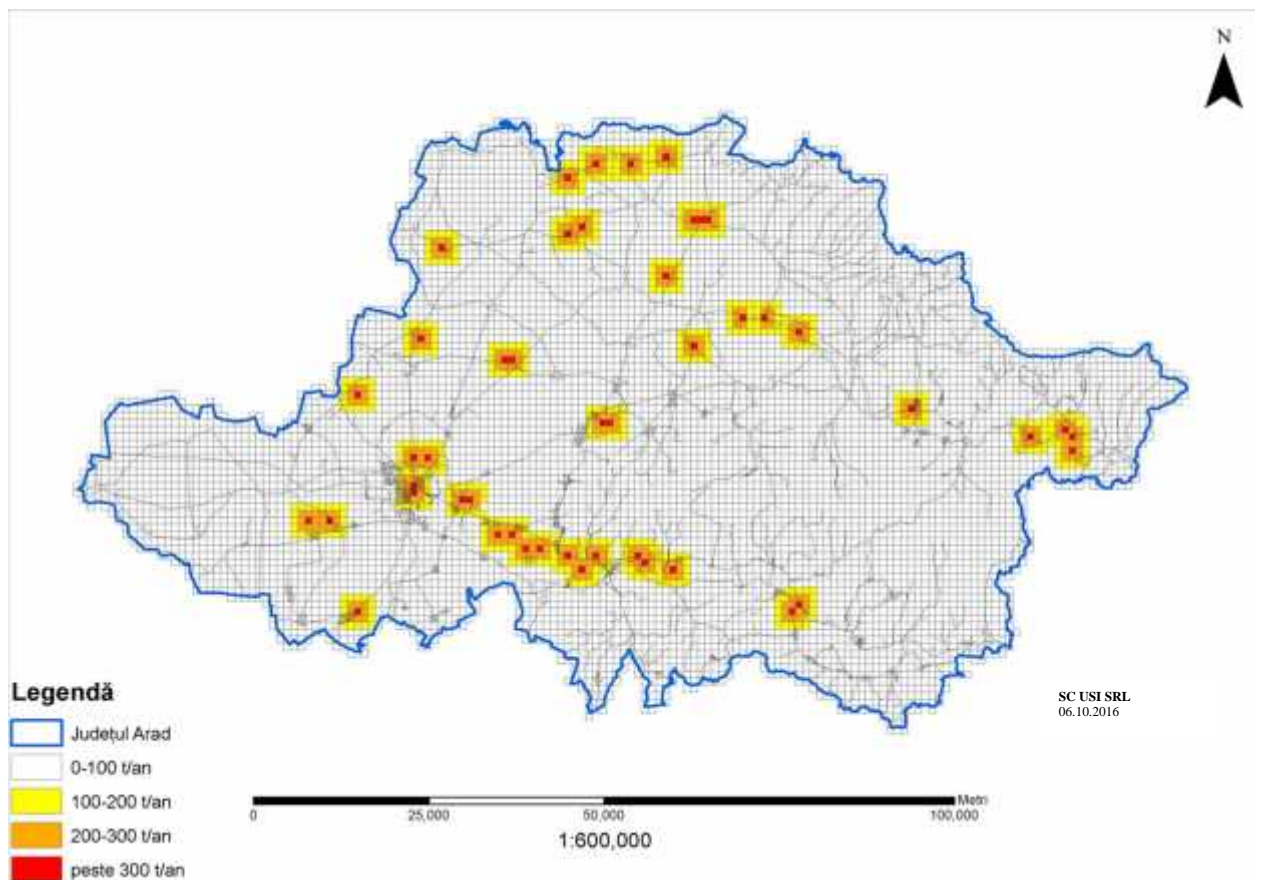 N
Legendă
Județul Arad
0-100 t/an
100-200 t/an
200-300 t/an
peste 300 t/an
SC USI SRL
06.10.2016
Metri
0 25,000 50,000 100,000
1:600,000